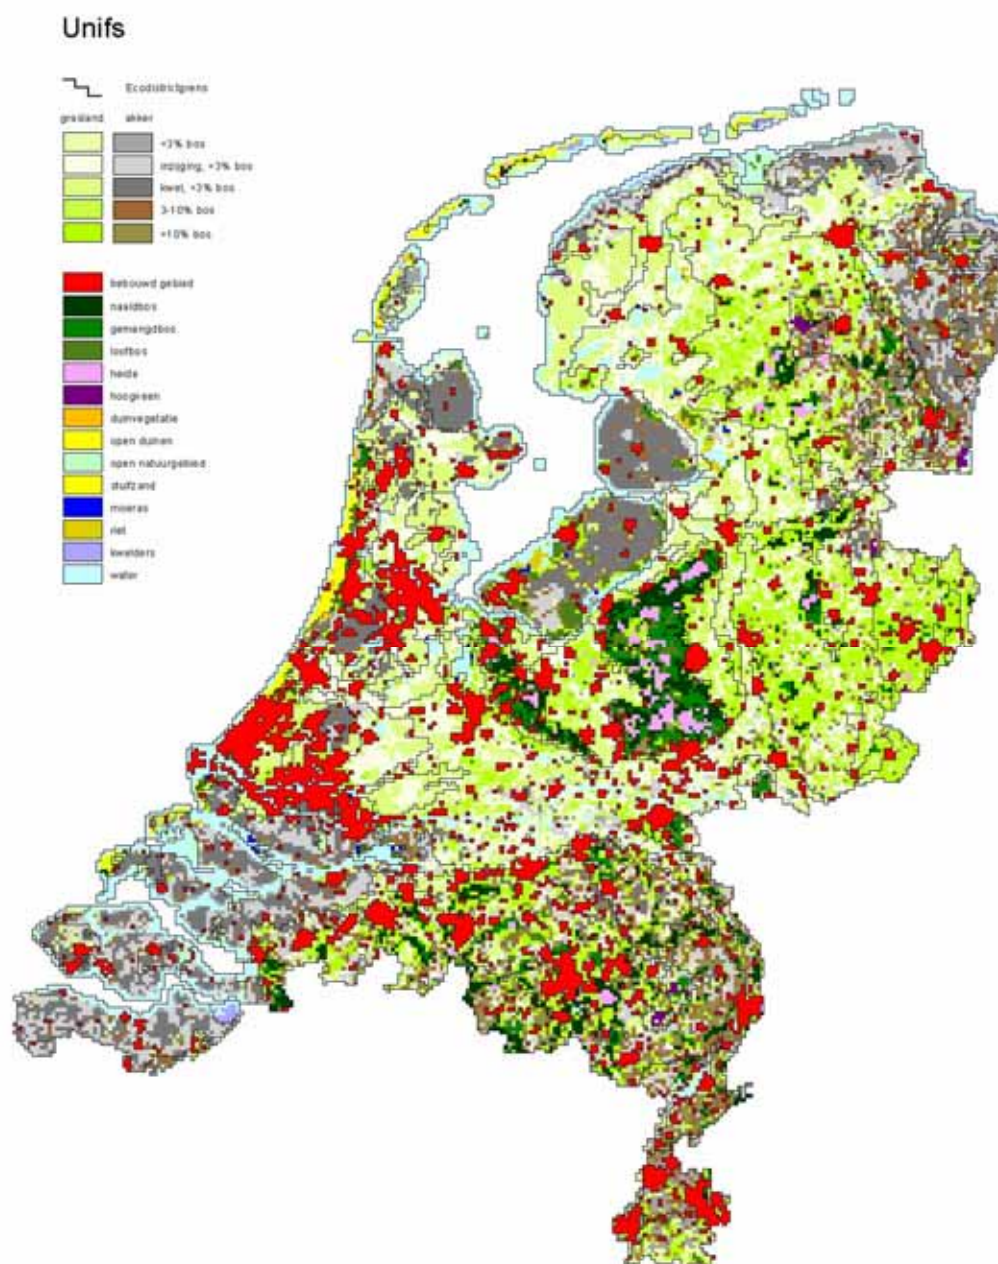 Unifs
Ecodistrictgrens
grasland akker
<3% bos
inzijging, <3% bos
kwel, <3% bos
3-10% bos
>10% bos
bebouwd gebied
naaldbos
gemengdbos
loofbos
heide
hoogveen
duinvegetatie
open duinen
open natuurgebied
stuifzand
moeras
riet
kwelders
water